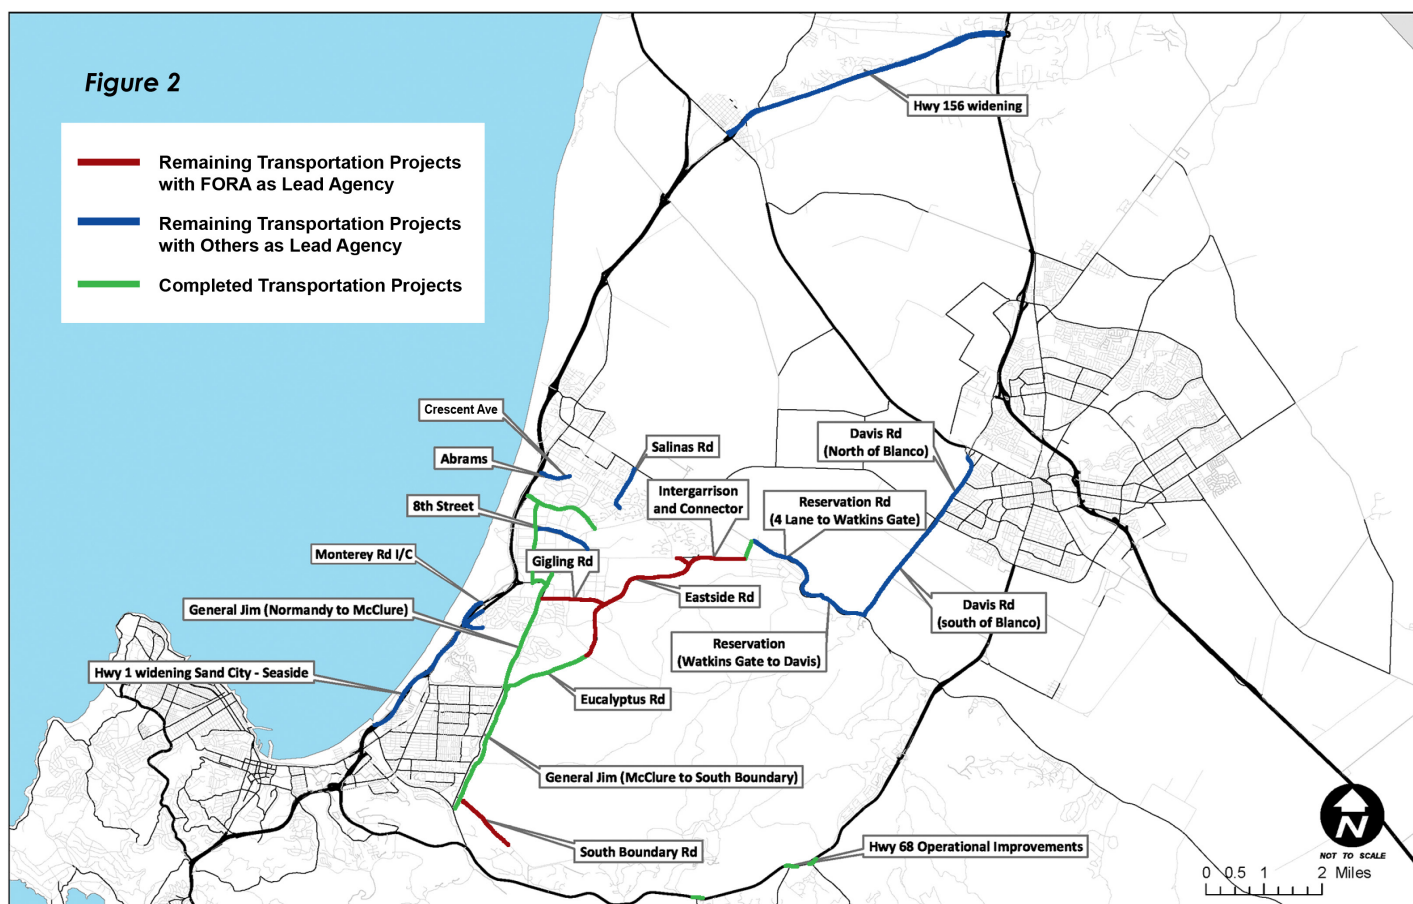 Figure 2
Remaining Transportation Projects
with FORA as Lead Agency
Remaining Transportation Projects
with Others as Lead Agency
Completed Transportation Projects
Hwy 156 widening
Crescent Ave
Abrams
Salinas Rd
Davis Rd
(North of Blanco)
8th Street
Intergarrison
and Connector
Reservation Rd
(4 Lane to Watkins Gate)
Monterey Rd I/C
Gigling Rd
General Jim (Normandy to McClure)
Eastside Rd
Davis Rd
(south of Blanco)
Reservation
(Watkins Gate to Davis)
Hwy 1 widening Sand City - Seaside
Eucalyptus Rd
General Jim (McClure to South Boundary)
South Boundary Rd
Hwy 68 Operational Improvements
N
NOT TO SCALE
0 0.5 1 2 Miles